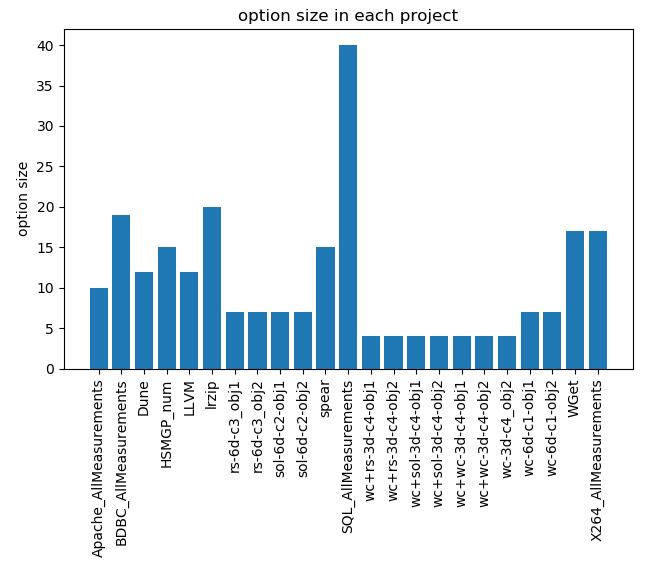 option size in each project
option size
40
35
30
25
20
15
10
5
0
Apache_AllMeasurements
BDBC_AllMeasurements
Dune
HSMGP_num
LLVM
lrzip
rs-6d-c3_obj1
rs-6d-c3_obj2
sol-6d-c2-obj1
sol-6d-c2-obj2
spear
SQL_AllMeasurements
wc+rs-3d-c4-obj1
wc+rs-3d-c4-obj2
wc+sol-3d-c4-obj1
wc+sol-3d-c4-obj2
wc+wc-3d-c4-obj1
wc+wc-3d-c4-obj2
wc-3d-c4_obj2
wc-6d-c1-obj1
wc-6d-c1-obj2
WGet
X264_AllMeasurements